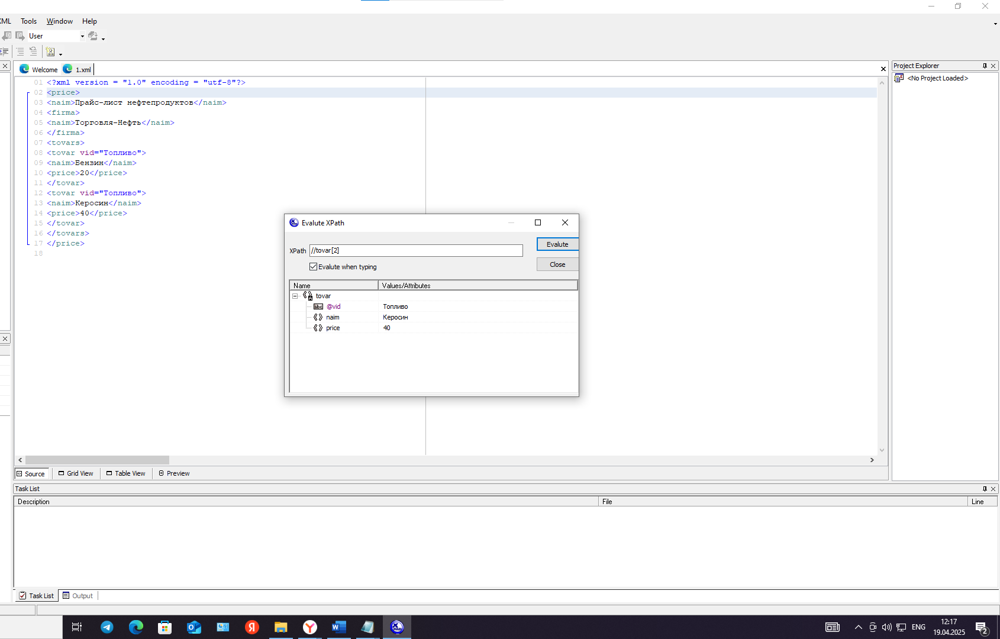 XML Tools Window Help
User
Welcome 1.xml
Project Explorer
<No Project Loaded>
01 <?xml version = "1.0" encoding = "utf-8"?>
02 <price>
03 <naim>Прайс-лист нефтепродуктов</naim>
04 <firma>
05 <naim>Торговля-Нефть</naim>
06 </firma>
07 <tovars>
08 <tovar vid="Топливо">
09 <naim>Бензин</naim>
10 <price>20</price>
11 </tovar>
12 <tovar vid="Топливо">
13 <naim>Керосин</naim>
14 <price>40</price>
15 </tovar>
16 </tovars>
17 </price>
18
Evalute XPath
XPath //tovar[2]
Evalute
Evalute when typing
Close
Name Values/Attributes
tovar
abc @vid Топливо
naim Керосин
price 40
Source Grid View Table View Preview
Task List
Description File Line
Task List Output
ENG
12:17
19.04.2025
2